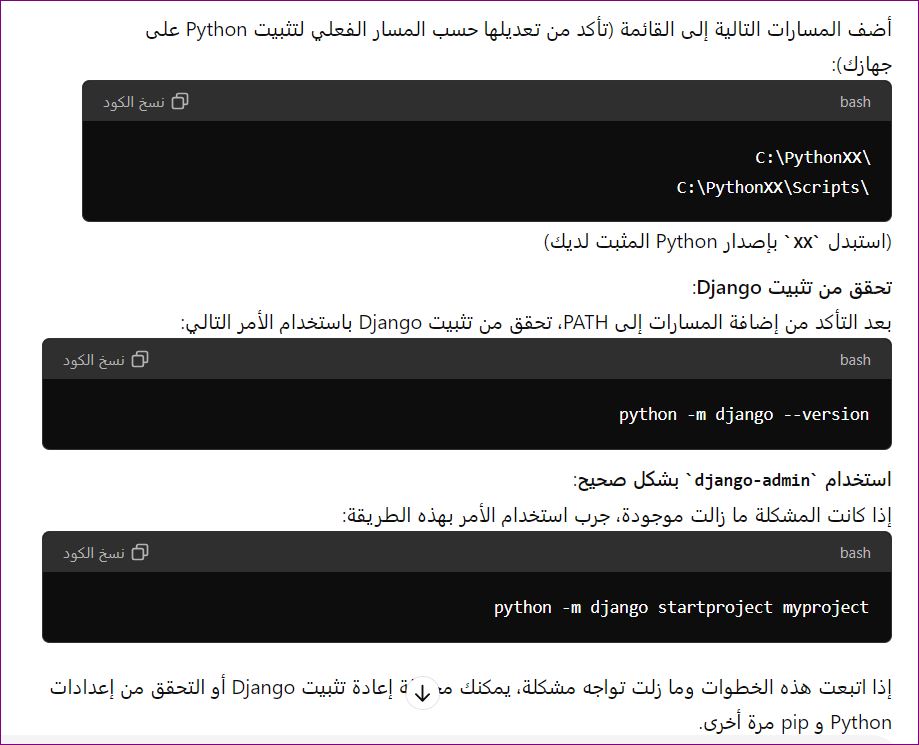 أضف المسارات التالية إلى القائمة (تأكد من تعديلها حسب المسار الفعلي لتثبيت Python على
جهازك):
bash
نسخ الكود
C:\PythonXX\
C:\PythonXX\Scripts\
(استبدل `XX` بإصدار Python المثبت لديك)
تحقق من تثبيت Django:
بعد التأكد من إضافة المسارات إلى PATH، تحقق من تثبيت Django باستخدام الأمر التالي:
bash
نسخ الكود
python -m django --version
استخدام `django-admin` بشكل صحيح:
إذا كانت المشكلة ما زالت موجودة، جرب استخدام الأمر بهذه الطريقة:
bash
نسخ الكود
python -m django startproject myproject
إذا اتبعت هذه الخطوات وما زلت تواجه مشكلة، يمكنك إعادة تثبيت Django أو التحقق من إعدادات
Python و pip مرة أخرى.